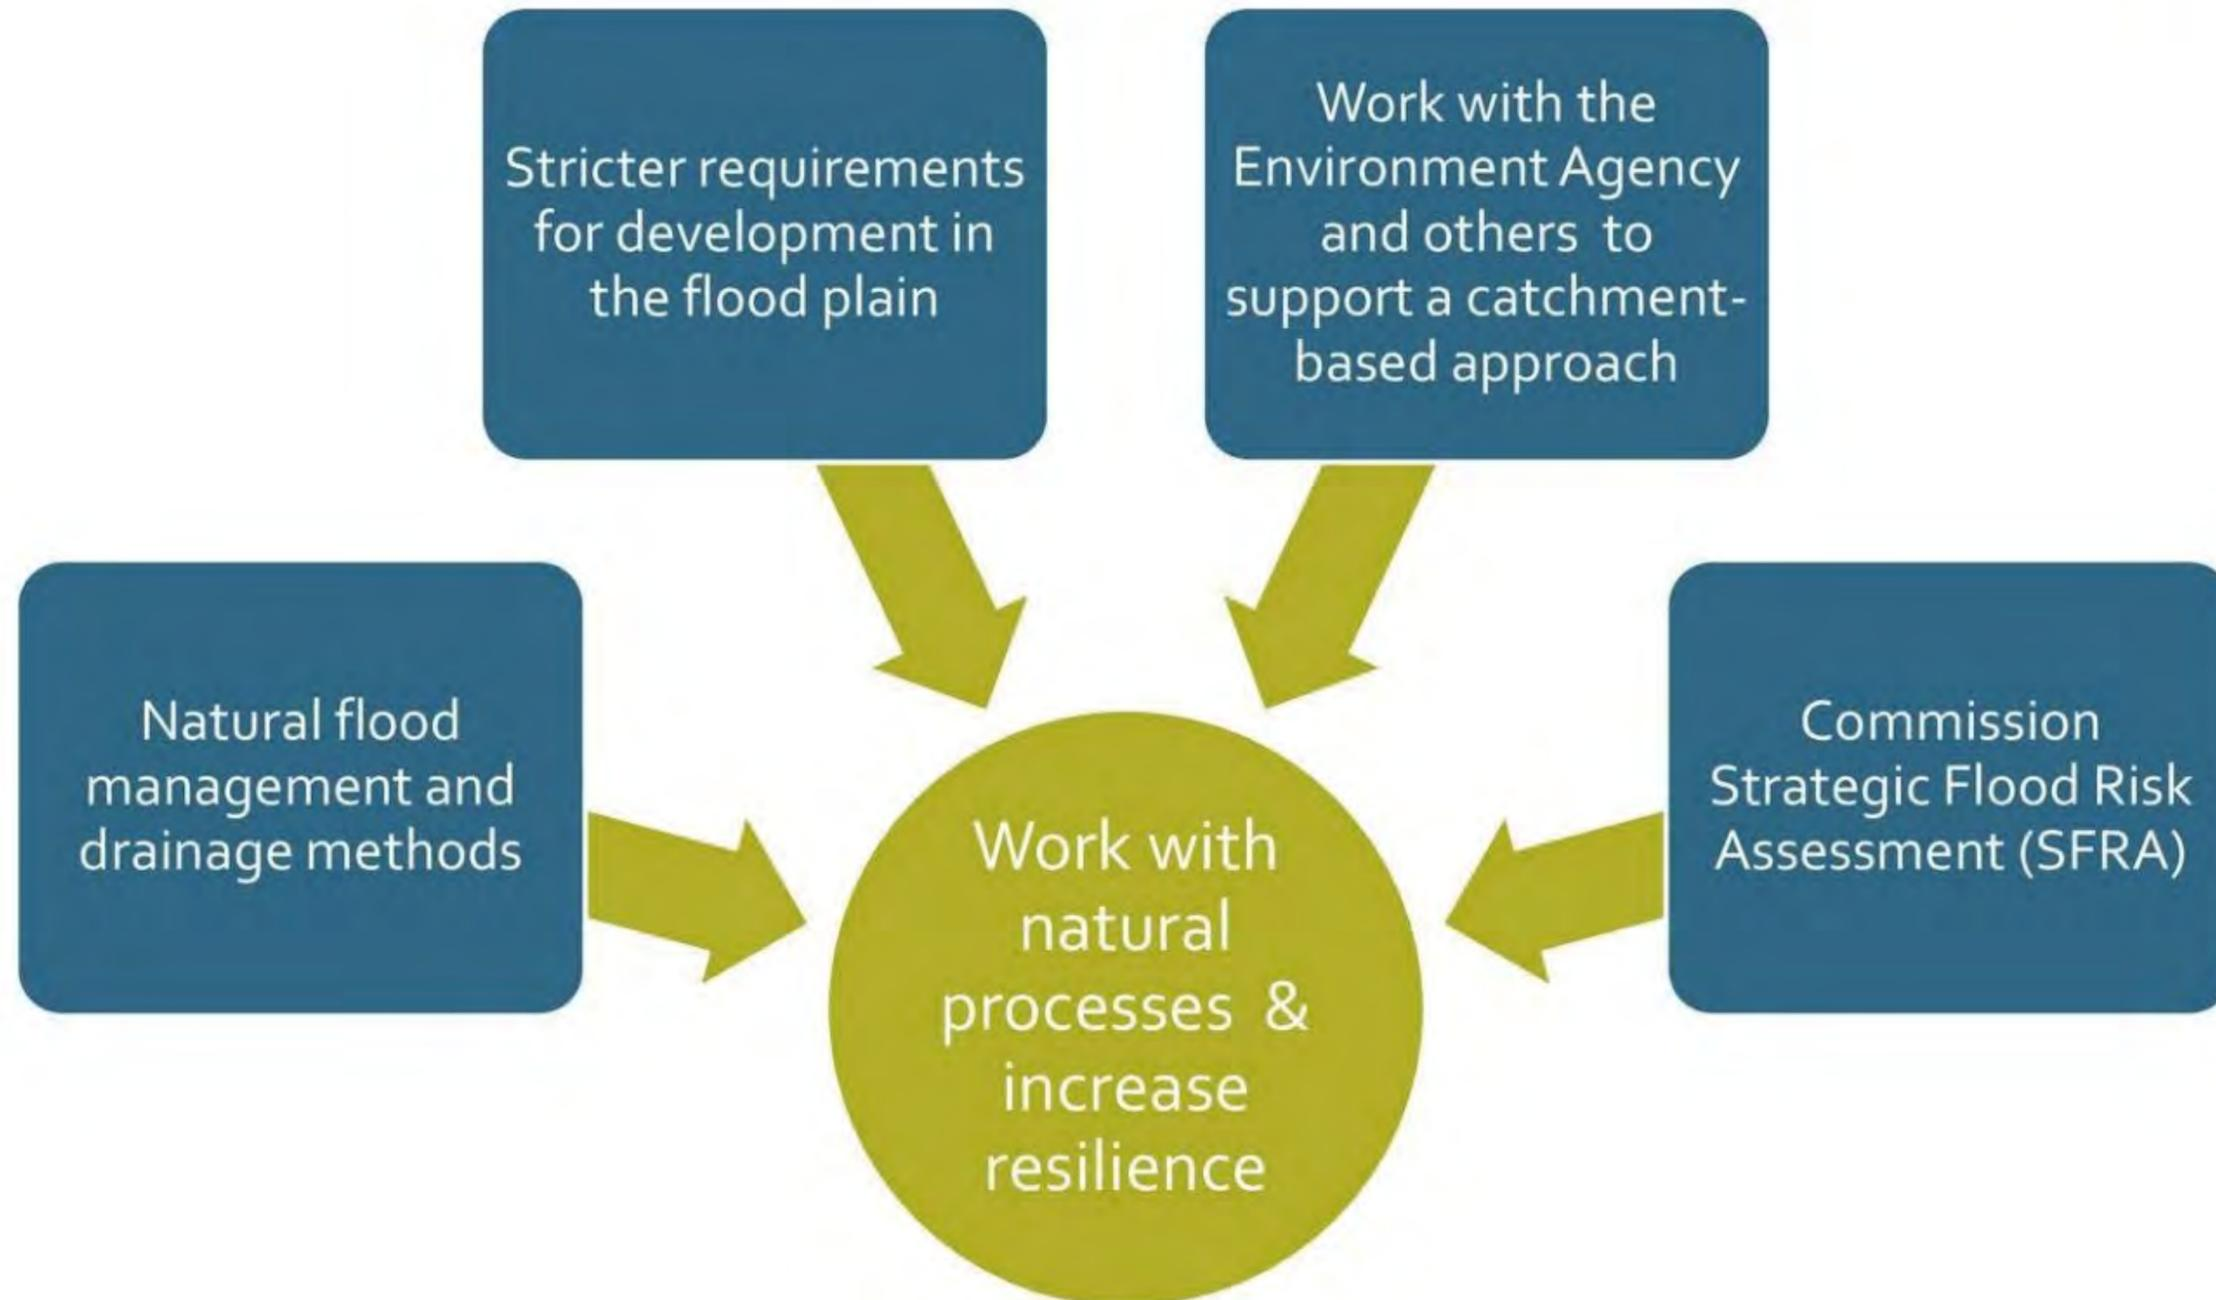 Stricter requirements
for development in
the flood plain
Work with the
Environment Agency
and others to
support a catchment-
based approach
Natural flood
management and
drainage methods
Commission
Strategic Flood Risk
Assessment (SFRA)
Work with
natural
processes &
increase
resilience